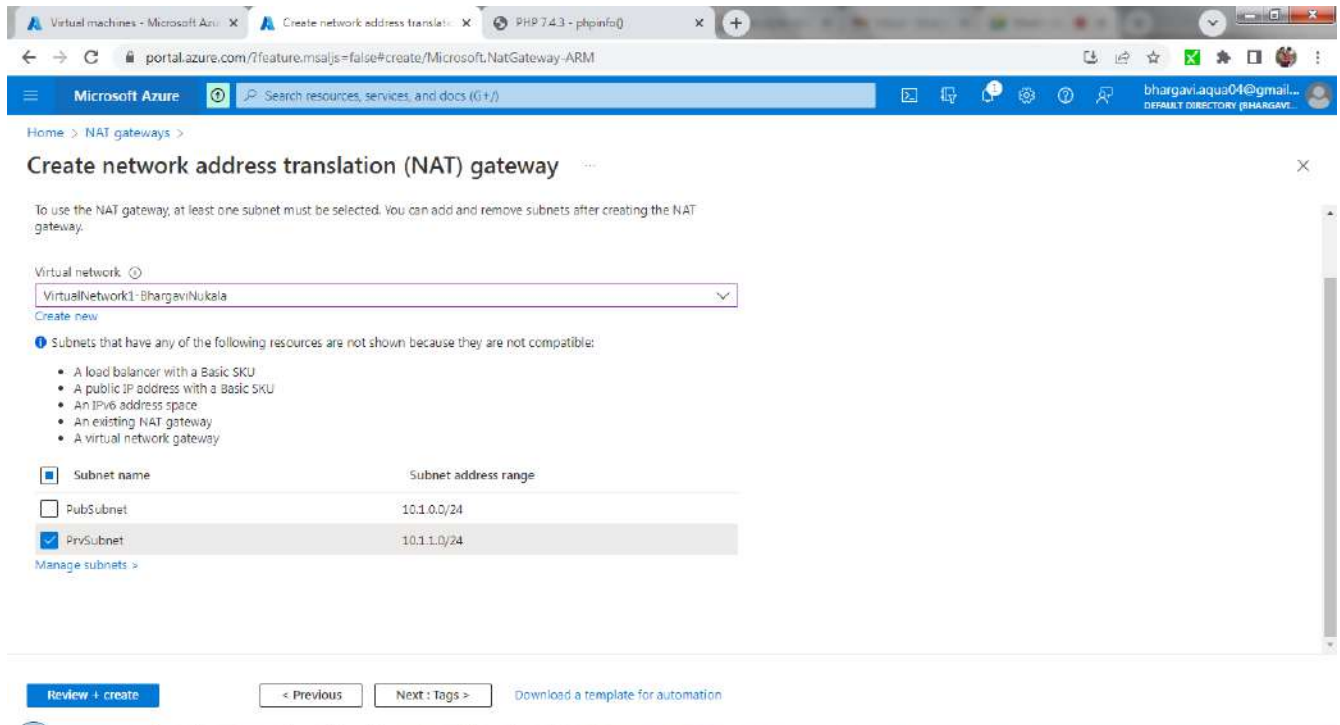 Virtual machines - Microsoft Azu
Create network address translatio
PHP 7.4.3 - phpinfo()
portal.azure.com/?feature.msaljs=false#create/Microsoft.NatGateway-ARM
Microsoft Azure
Search resources, services, and docs (G+/)
1
bhargavi.aqua04@gmail...
DEFAULT DIRECTORY (BHARGAVI...
Home > NAT gateways >
Create network address translation (NAT) gateway ...
To use the NAT gateway, at least one subnet must be selected. You can add and remove subnets after creating the NAT
gateway.
Virtual network
VirtualNetwork1-BhargaviNukala
Create new
Subnets that have any of the following resources are not shown because they are not compatible:
• A load balancer with a Basic SKU
• A public IP address with a Basic SKU
• An IPv6 address space
• An existing NAT gateway
• A virtual network gateway
Subnet name Subnet address range
PubSubnet 10.1.0.0/24
PrvSubnet 10.1.1.0/24
Manage subnets >
Review + create < Previous Next : Tags > Download a template for automation